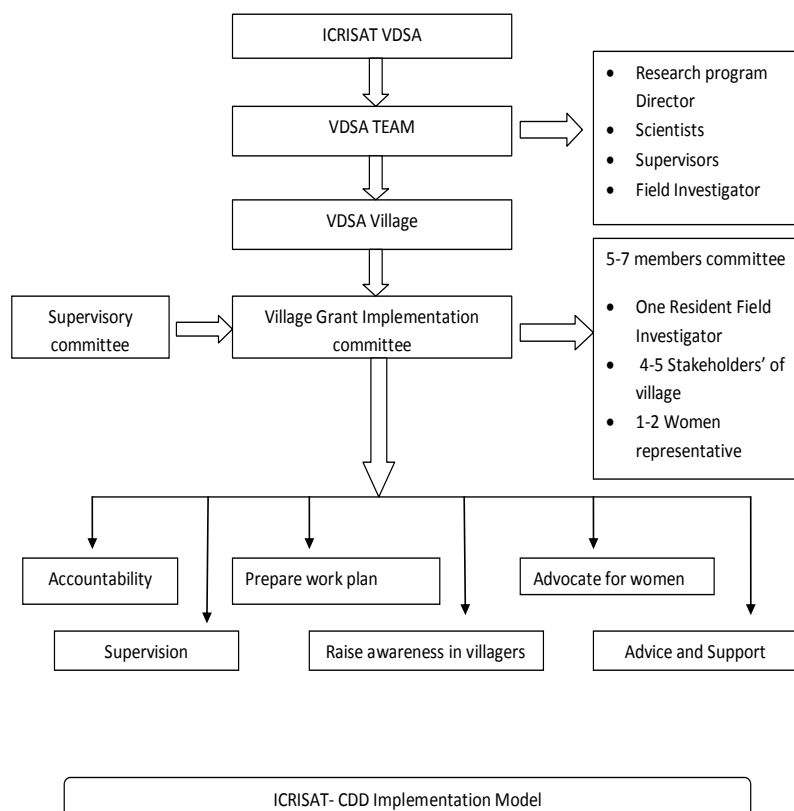 ICRISAT VDSA
VDSA TEAM
• Research program
Director
• Scientists
• Supervisors
• Field Investigator
VDSA Village
Supervisory
committee
Village Grant Implementation
committee
5-7 members committee
• One Resident Field
Investigator
• 4-5 Stakeholders’ of
village
• 1-2 Women
representative
Accountability
Prepare work plan
Advocate for women
Supervision
Raise awareness in villagers
Advice and Support
ICRISAT- CDD Implementation Model